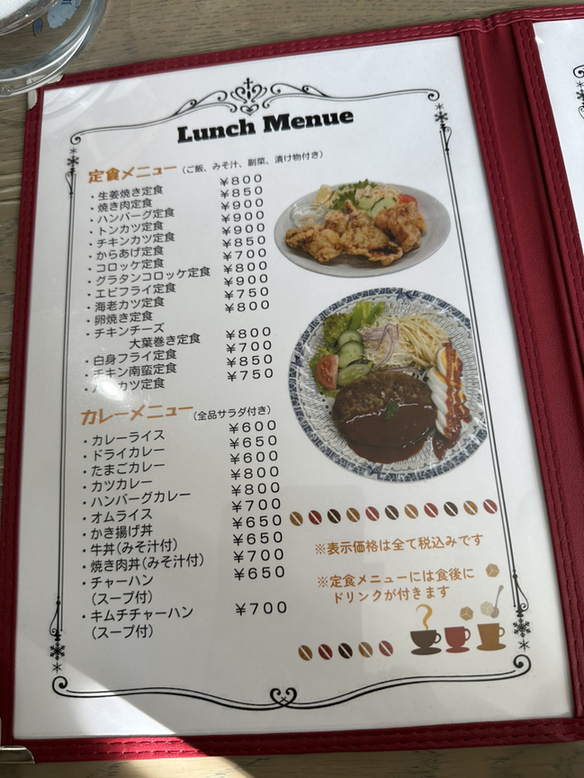 Lunch Menue
定食メニュー(ご飯、みそ汁、副菜、漬け物付き)
・生姜焼き定食 ¥800
・焼き肉定食 ¥850
・ハンバーグ定食 ¥900
・トンカツ定食 ¥900
・チキンカツ定食 ¥900
・からあげ定食 ¥850
・コロッケ定食 ¥700
・グラタンコロッケ定食 ¥800
・エビフライ定食 ¥900
・海老カツ定食 ¥750
・卵焼き定食 ¥800
・チキンチーズ
大葉巻き定食 ¥800
・白身フライ定食 ¥700
・チキン南蛮定食 ¥850
・ ¥750
カレーメニュー(全品サラダ付き)
・カレーライス ¥600
・ドライカレー ¥650
・たまごカレー ¥600
・カツカレー ¥800
・ハンバーグカレー ¥800
・オムライス ¥700
・かき揚げ丼 ¥650
・牛丼(みそ汁付) ¥650
・焼き肉丼(みそ汁付) ¥700
・チャーハン ¥650
(スープ付)
・キムチチャーハン ¥700
(スープ付)
※表示価格は全て税込みです
※定食メニューには食後に
ドリンクが付きます